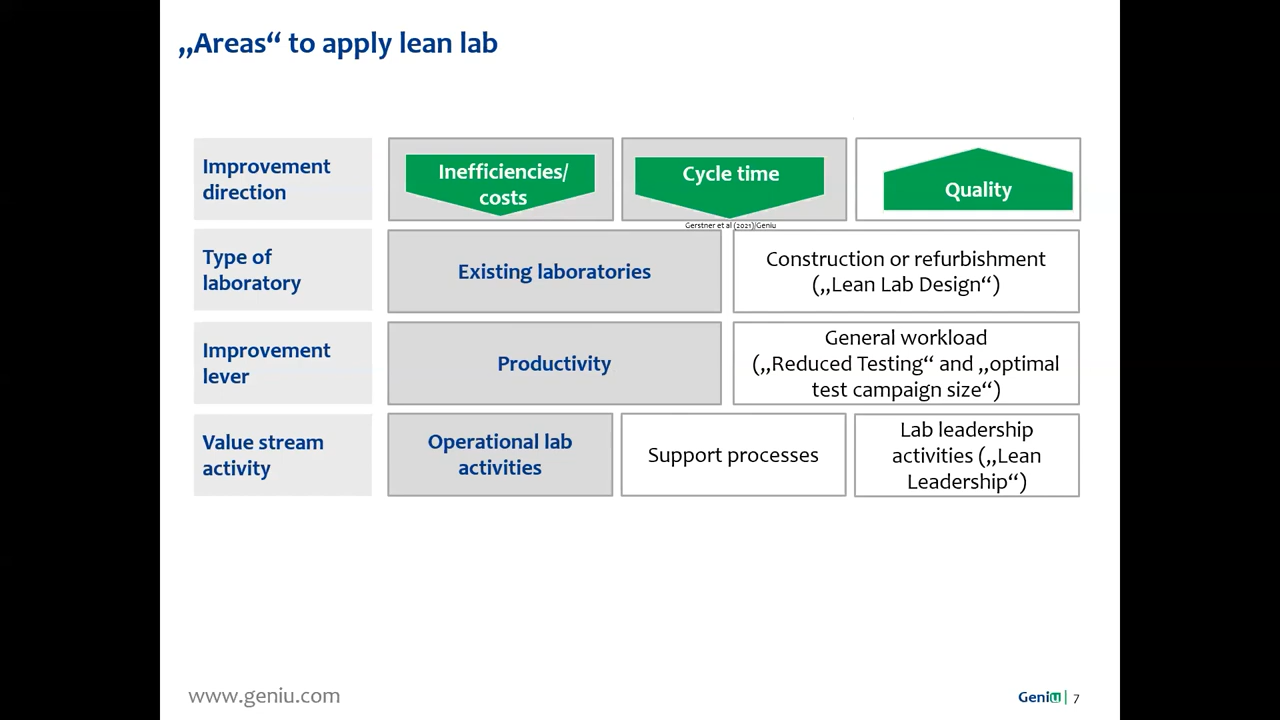 „Areas“ to apply lean lab
Improvement
direction
Inefficiencies/
costs
Cycle time
Quality
Gerstner et al (2021)/Geniu
Type of
laboratory
Existing laboratories
Construction or refurbishment
(„Lean Lab Design“)
Improvement
lever
Productivity
General workload
(„Reduced Testing“ and „optimal
test campaign size“)
Value stream
activity
Operational lab
activities
Support processes
Lab leadership
activities („Lean
Leadership“)
www.geniu.com
Geniu | 7